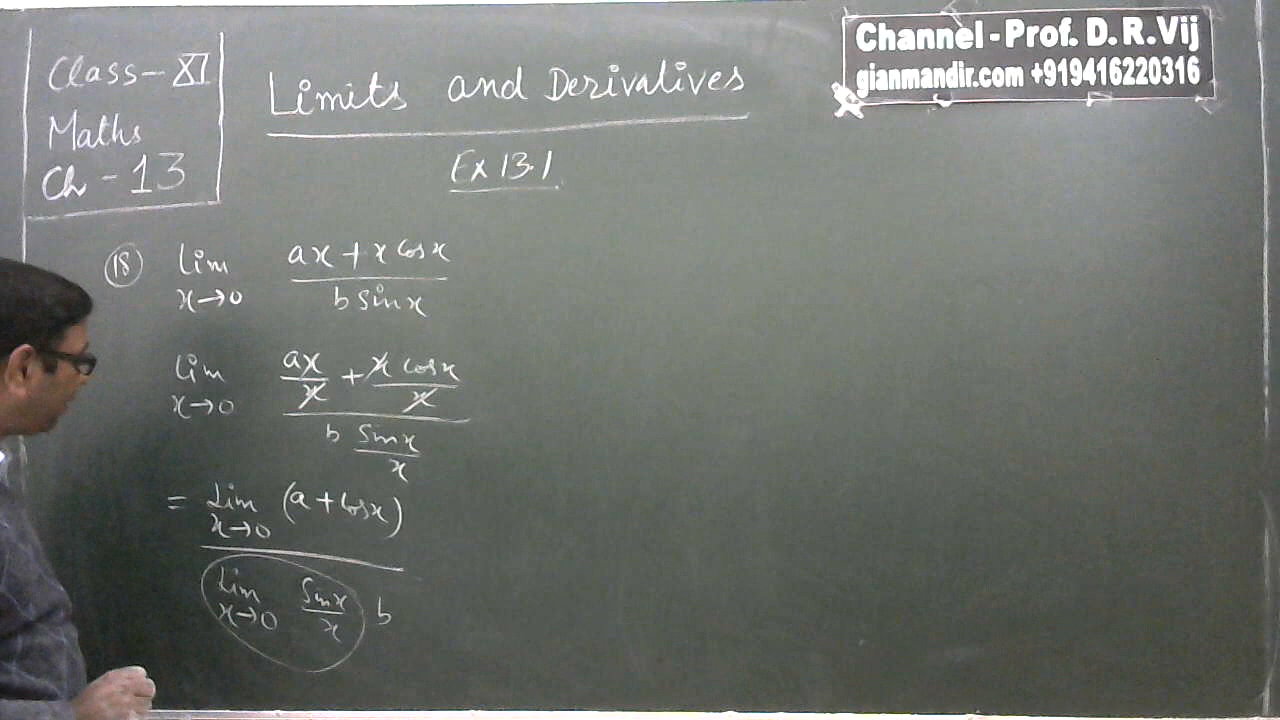 Class-XI
Maths
Ch-13
Limits and Derivatives
Ex 13.1
Channel - Prof. D. R. Vij
gianmandir.com +919416220316
(18) Lim x→0 (ax + x cos x) / (b sin x)
Lim x→0 (ax/x + x cos x/x) / (b sin x/x)
= Lim x→0 (a + cos x)
Lim x→0 sin x/x b